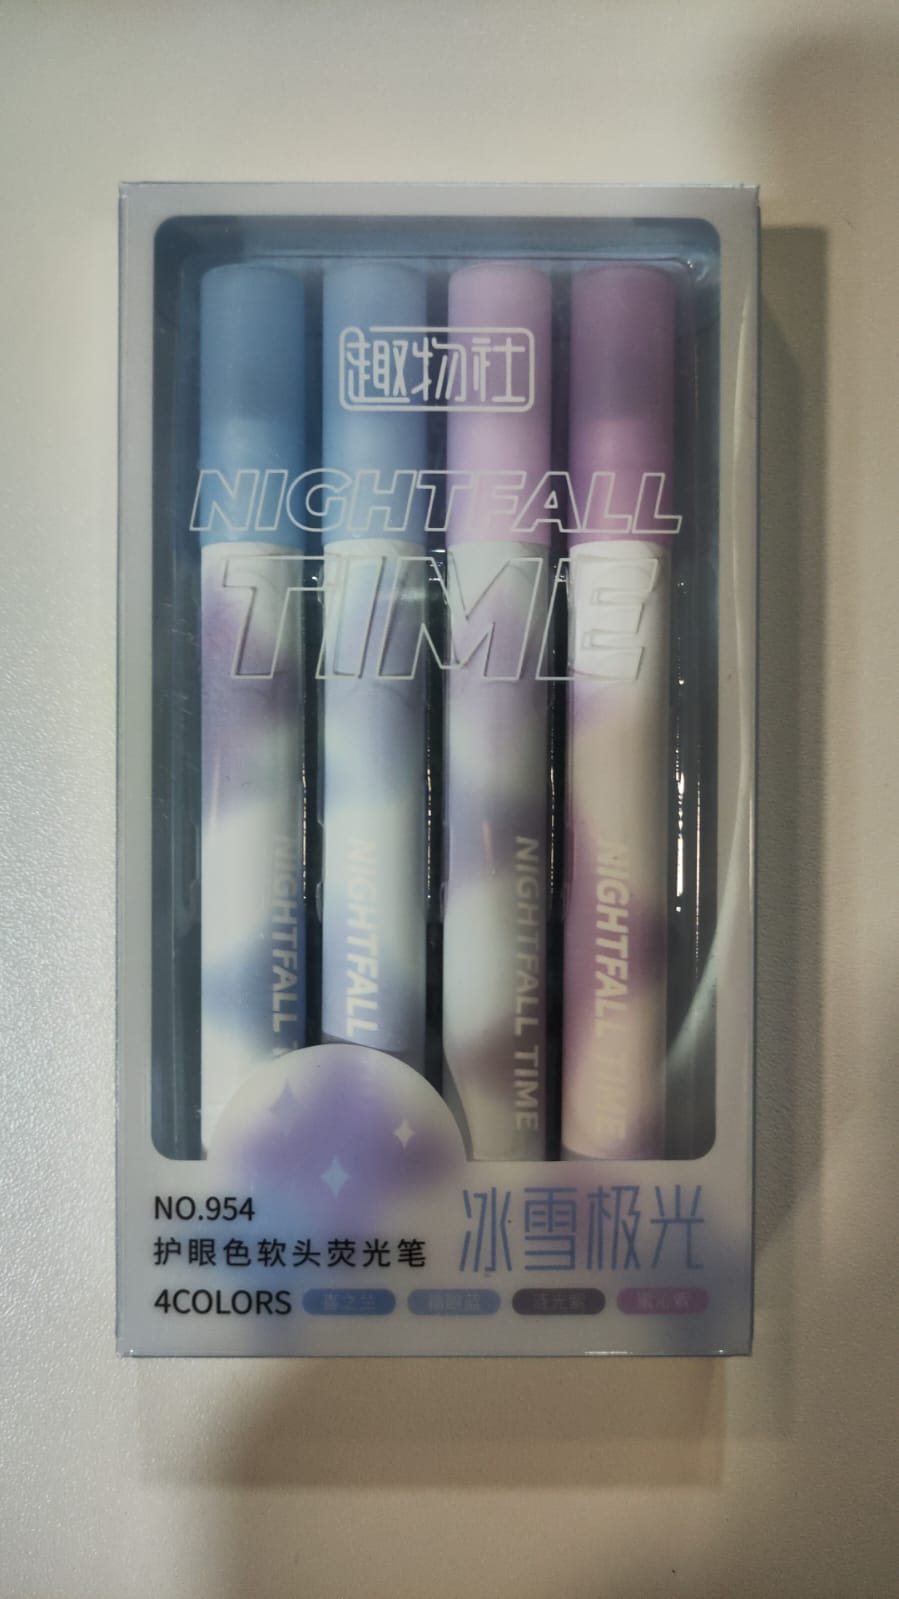 趣物社
NIGHTFALL
TIME
NIGHTFALL
NIGHTFALL
NIGHTFALL TIME
NIGHTFALL TIME
NO.954
护眼色软头荧光笔
冰雪极光
4COLORS